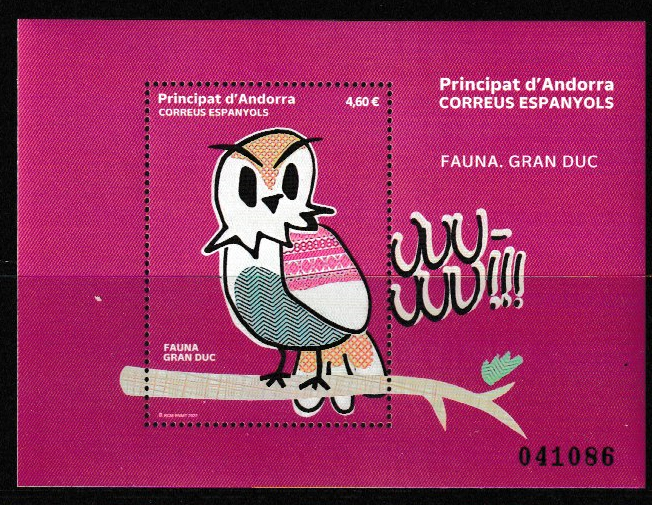 Principat d'Andorra
CORREUS ESPANYOLS
4,60 €
Principat d'Andorra
CORREUS ESPANYOLS
FAUNA. GRAN DUC
UUU-
UUU!!!
FAUNA
GRAN DUC
041086